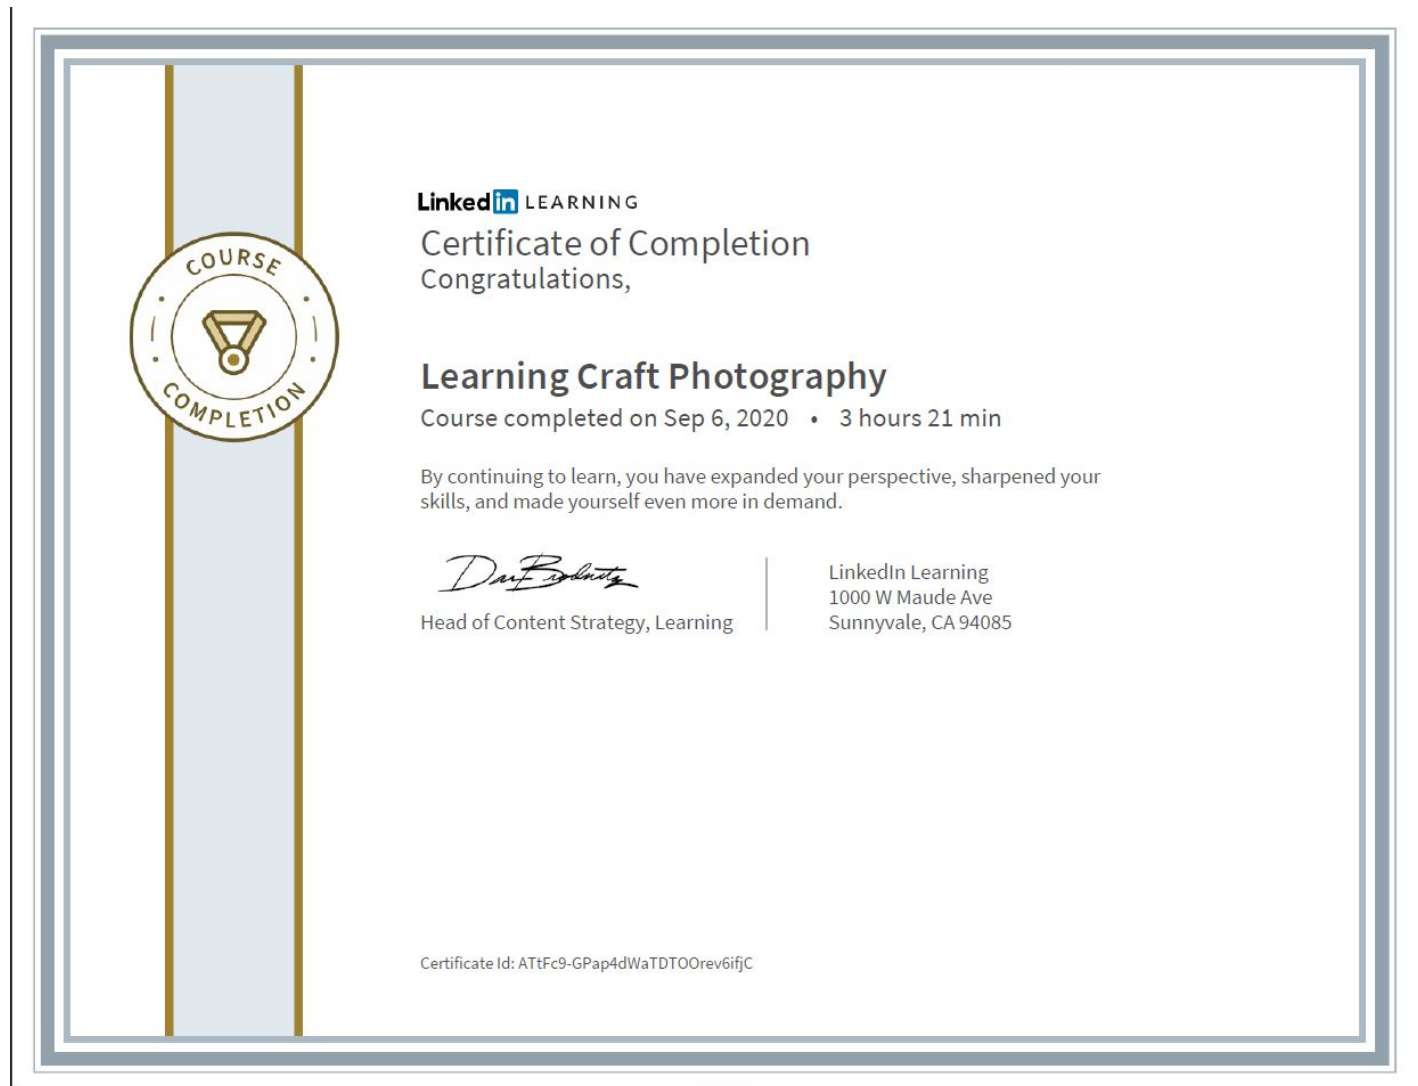 COURSE
COMPLETION
Linkedin LEARNING
Certificate of Completion
Congratulations,
Learning Craft Photography
Course completed on Sep 6, 2020 • 3 hours 21 min
By continuing to learn, you have expanded your perspective, sharpened your
skills, and made yourself even more in demand.
Head of Content Strategy, Learning
LinkedIn Learning
1000 W Maude Ave
Sunnyvale, CA 94085
Certificate Id: ATtFc9-GPap4dWaTDTOOrev6ifjC